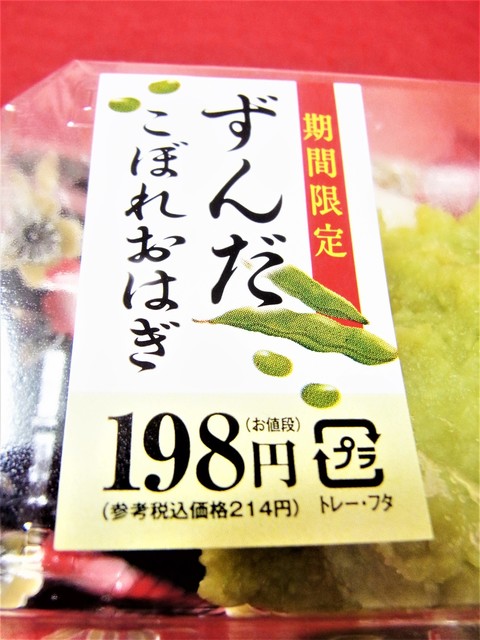 期間限定
ずんだ
こぼれおはぎ
198円
(お値段)
(参考税込価格214円)
プラ
トレー・フタ